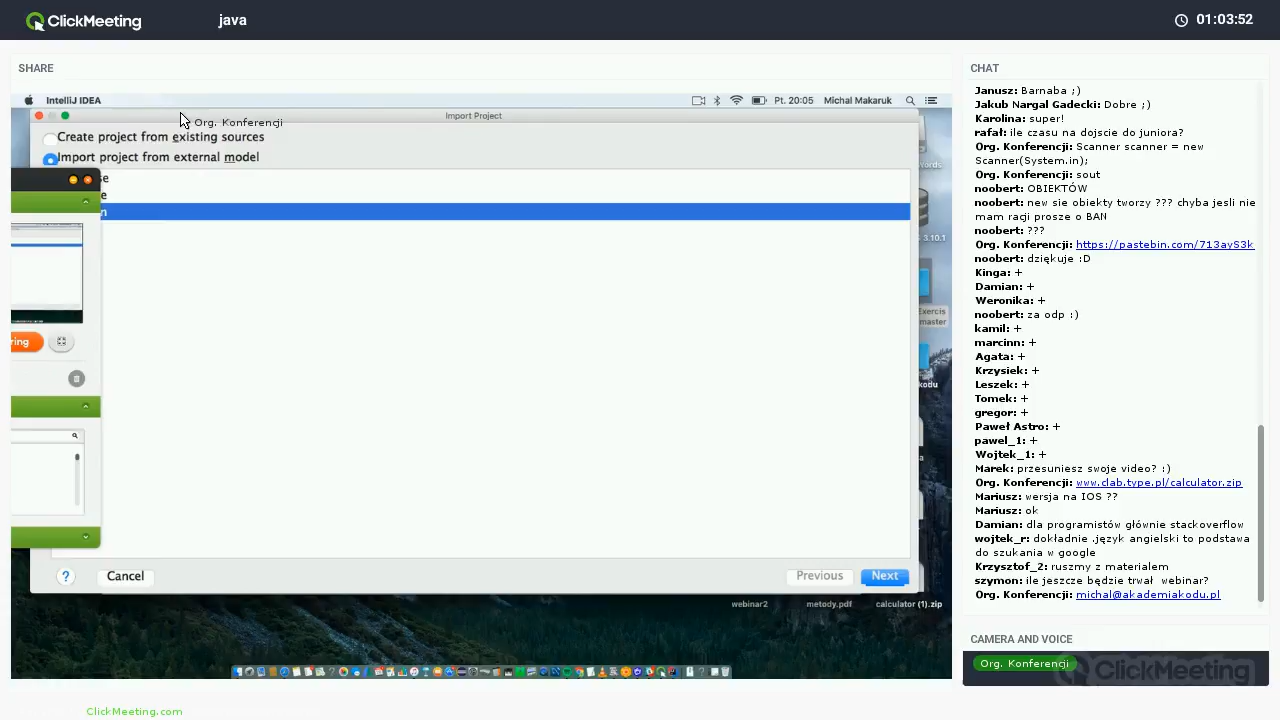 ClickMeeting
java
01:03:52
SHARE
IntelliJ IDEA
Pt. 20:05
Michal Makaruk
Import Project
Org. Konferencji
Create project from existing sources
Import project from external model
Words
3.10.1
Exercis
master
kodu
Cancel
Previous
Next
webinar2
metody.pdf
calculator (1).zip
CHAT
Janusz: Barnaba ;)
Jakub Nargal Gadecki: Dobre ;)
Karolina: super!
rafał: ile czasu na dojscie do juniora?
Org. Konferencji: Scanner scanner = new
Scanner(System.in);
Org. Konferencji: sout
noobert: OBIEKTÓW
noobert: new sie obiekty tworzy ??? chyba jesli nie
mam racji prosze o BAN
noobert: ???
Org. Konferencji: https://pastebin.com/713ayS3k
noobert: dziękuje :D
Kinga: +
Damian: +
Weronika: +
noobert: za odp :)
kamil: +
marcinn: +
Agata: +
Krzysiek: +
Leszek: +
Tomek: +
gregor: +
Paweł Astro: +
pawel_1: +
Wojtek_1: +
Marek: przesuniesz swoje video? :)
Org. Konferencji: www.clab.type.pl/calculator.zip
Mariusz: wersja na IOS ??
Mariusz: ok
Damian: dla programistów głównie stackoverflow
wojtek_r: dokładnie .język angielski to podstawa
do szukania w google
Krzysztof_2: ruszmy z materialem
szymon: ile jeszcze będzie trwał webinar?
Org. Konferencji: michal@akademiakodu.pl
CAMERA AND VOICE
Org. Konferencji
ClickMeeting
ClickMeeting.com